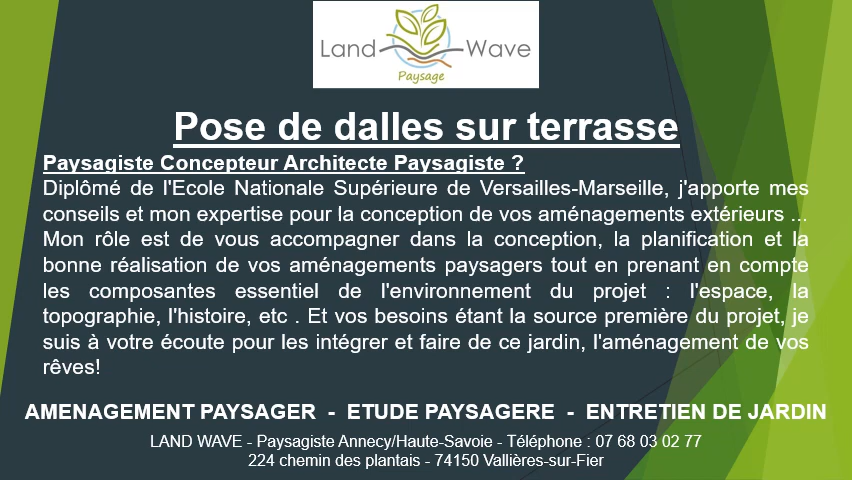 Land Wave
Paysage
Pose de dalles sur terrasse
Paysagiste Concepteur Architecte Paysagiste ?
Diplômé de l'Ecole Nationale Supérieure de Versailles-Marseille, j'apporte mes
conseils et mon expertise pour la conception de vos aménagements extérieurs ...
Mon rôle est de vous accompagner dans la conception, la planification et la
bonne réalisation de vos aménagements paysagers tout en prenant en compte
les composantes essentiel de l'environnement du projet : l'espace, la
topographie, l'histoire, etc . Et vos besoins étant la source première du projet, je
suis à votre écoute pour les intégrer et faire de ce jardin, l'aménagement de vos
rêves!
AMENAGEMENT PAYSAGER - ETUDE PAYSAGERE - ENTRETIEN DE JARDIN
LAND WAVE - Paysagiste Annecy/Haute-Savoie - Téléphone : 07 68 03 02 77
224 chemin des plantais - 74150 Vallières-sur-Fier